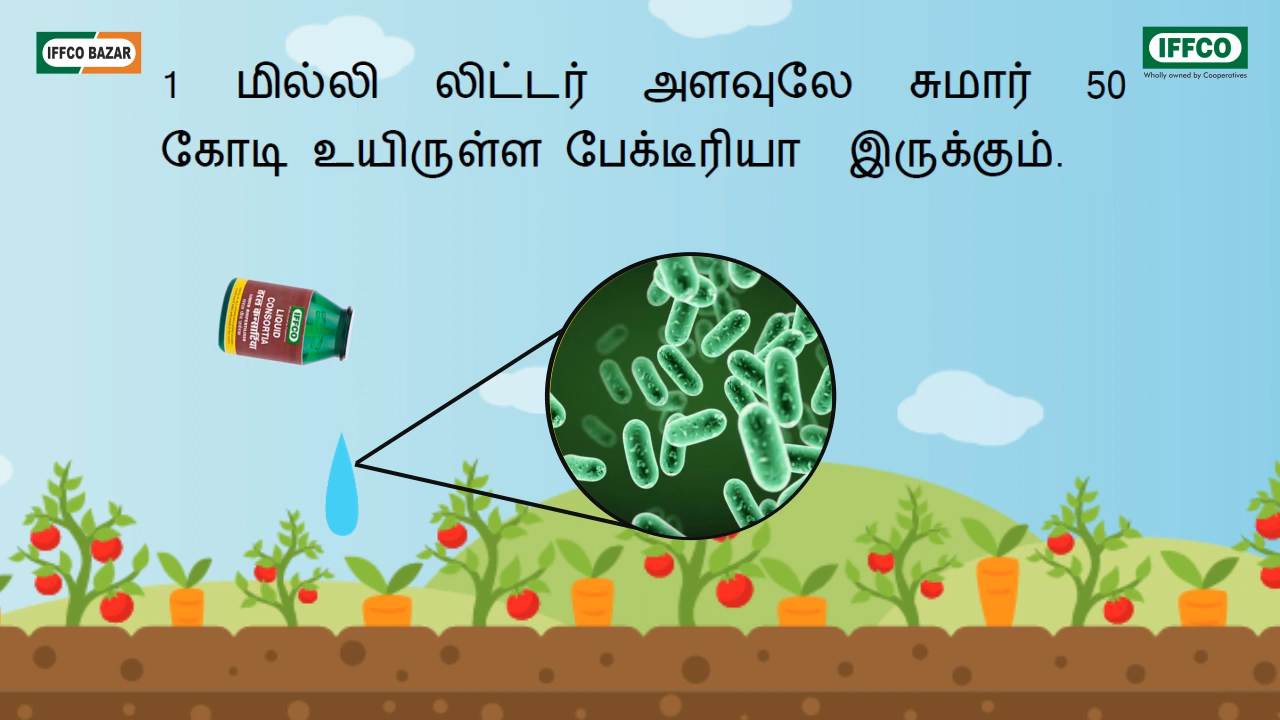 IFFCO BAZAR
IFFCO
Wholly owned by Cooperatives
1 மில்லி லிட்டர் அளவுலே சுமார் 50
கோடி உயிருள்ள பேக்டீரியா இருக்கும்.
IFFCO
LIQUID
CONSORTIA